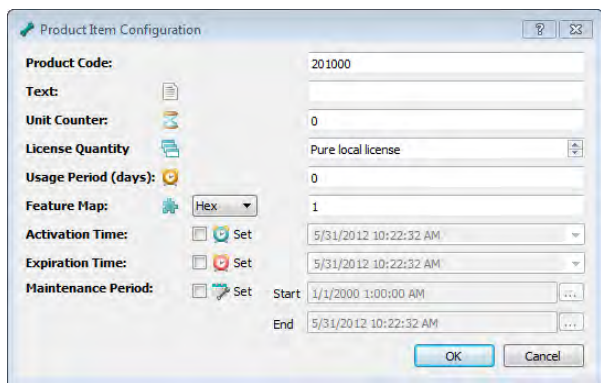 Product Item Configuration
Product Code: 201000
Text:
Unit Counter: 0
License Quantity Pure local license
Usage Period (days): 0
Feature Map: Hex 1
Activation Time: Set 5/31/2012 10:22:32 AM
Expiration Time: Set 5/31/2012 10:22:32 AM
Maintenance Period: Set Start 1/1/2000 1:00:00 AM ...
End 5/31/2012 10:22:32 AM ...
OK Cancel